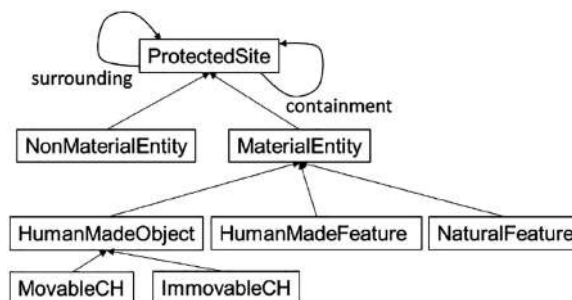 ProtectedSite
surrounding
containment
NonMaterialEntity
MaterialEntity
HumanMadeObject
HumanMadeFeature
NaturalFeature
MovableCH
ImmovableCH